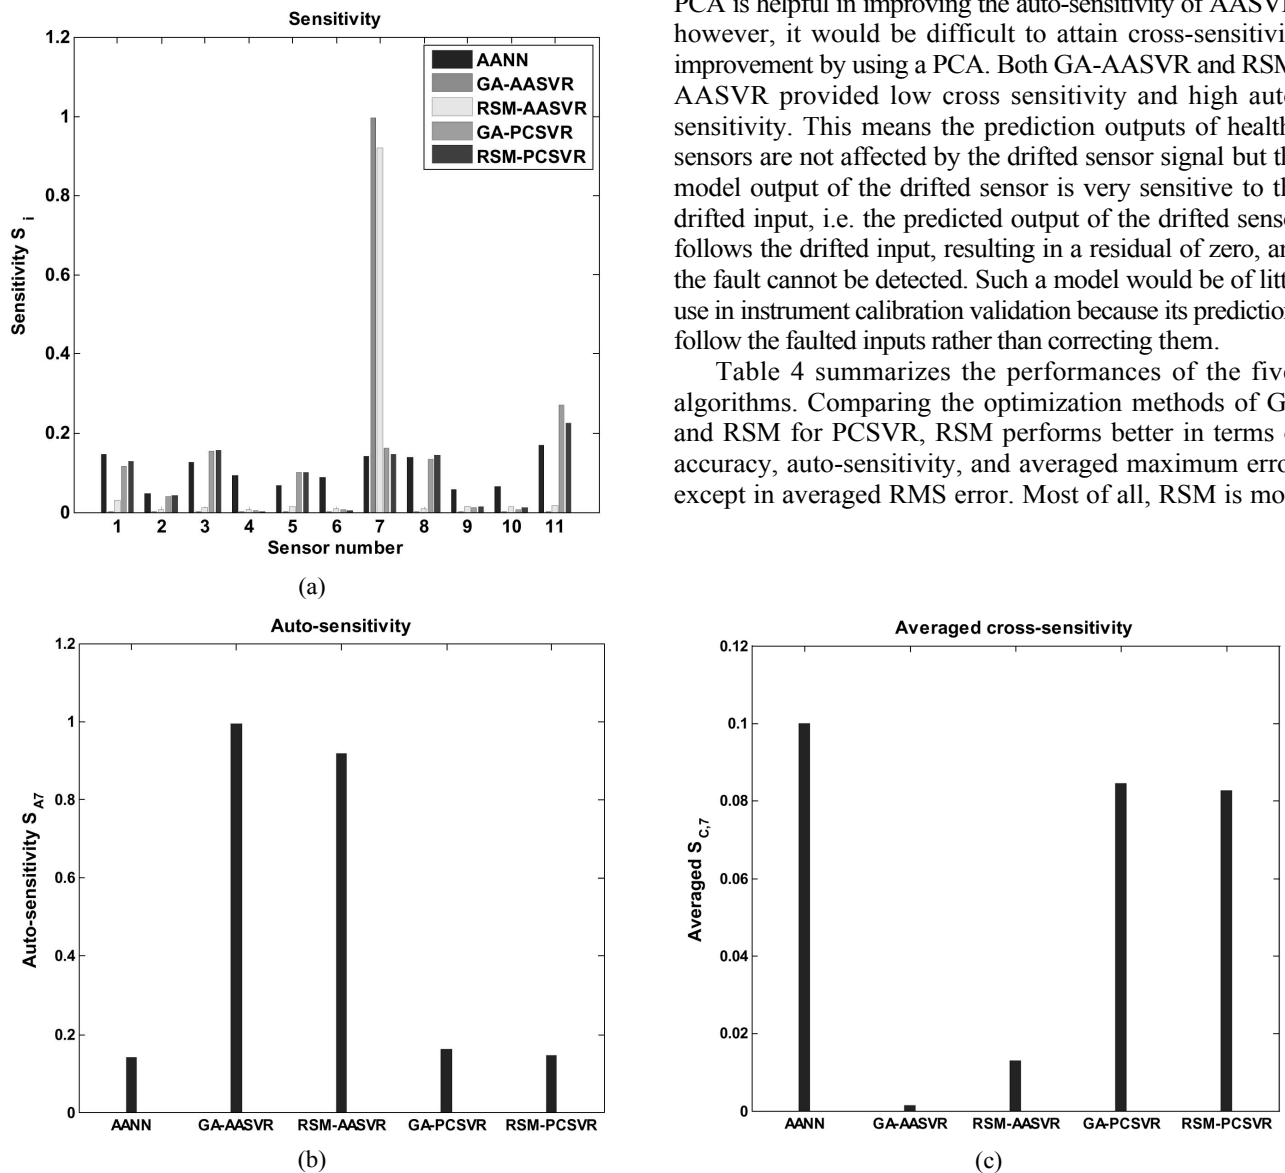 Sensitivity
1.2
1
0.8
0.6
0.4
0.2
0
Sensitivity S i
AANN
GA-AASVR
RSM-AASVR
GA-PCSVR
RSM-PCSVR
1 2 3 4 5 6 7 8 9 10 11
Sensor number
(a)
PCA is helpful in improving the auto-sensitivity of AASVR
however, it would be difficult to attain cross-sensitivi
improvement by using a PCA. Both GA-AASVR and RSM
AASVR provided low cross sensitivity and high auto
sensitivity. This means the prediction outputs of health
sensors are not affected by the drifted sensor signal but th
model output of the drifted sensor is very sensitive to th
drifted input, i.e. the predicted output of the drifted senso
follows the drifted input, resulting in a residual of zero, an
the fault cannot be detected. Such a model would be of litt
use in instrument calibration validation because its prediction
follow the faulted inputs rather than correcting them.
Table 4 summarizes the performances of the five
algorithms. Comparing the optimization methods of G
and RSM for PCSVR, RSM performs better in terms o
accuracy, auto-sensitivity, and averaged maximum erro
except in averaged RMS error. Most of all, RSM is mo
Auto-sensitivity
1.2
1
0.8
0.6
0.4
0.2
0
Auto-sensitivity S A7
AANN GA-AASVR RSM-AASVR GA-PCSVR RSM-PCSVR
(b)
Averaged cross-sensitivity
0.12
0.1
0.08
0.06
0.04
0.02
0
Averaged S C,7
AANN GA-AASVR RSM-AASVR GA-PCSVR RSM-PCSVR
(c)